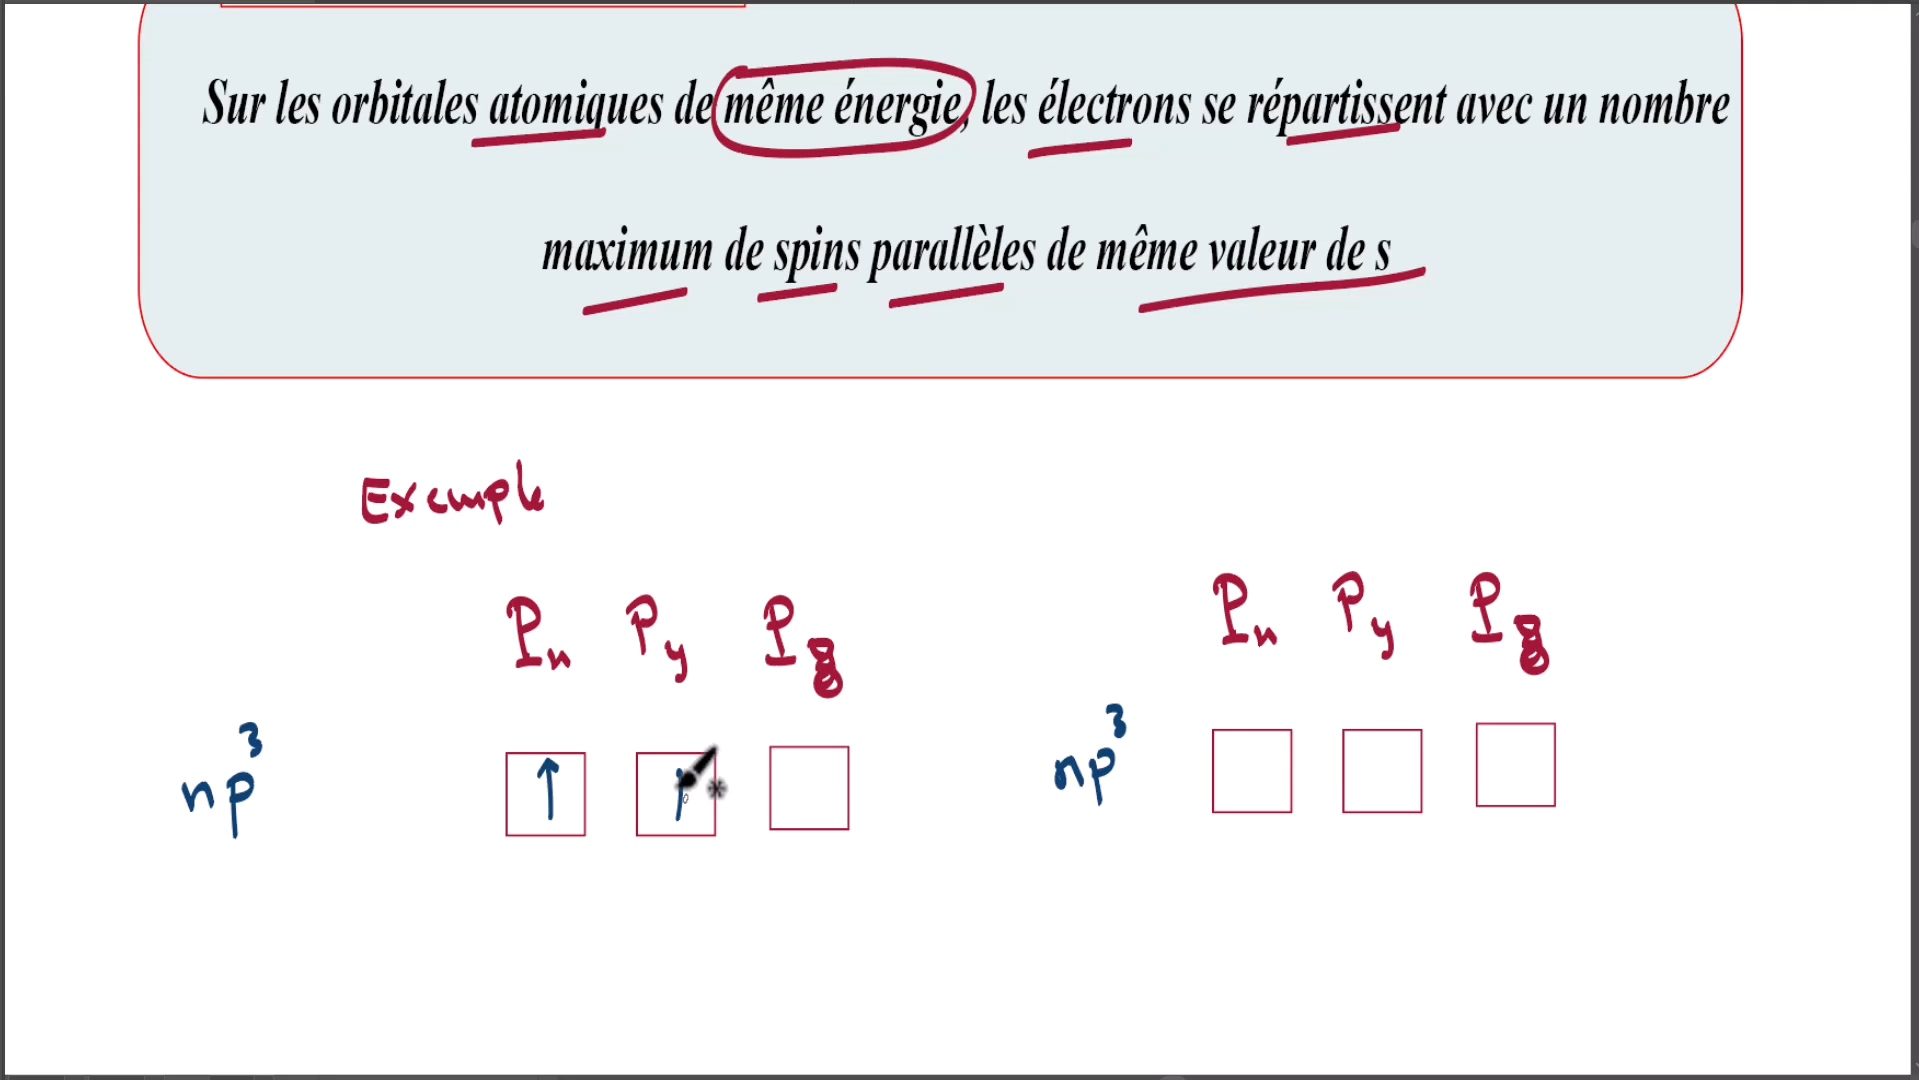 Sur les orbitales atomiques de même énergie, les électrons se répartissent avec un nombre
maximum de spins parallèles de même valeur de s
Exemple
Px Py Pz
Px Py Pz
np³
np³